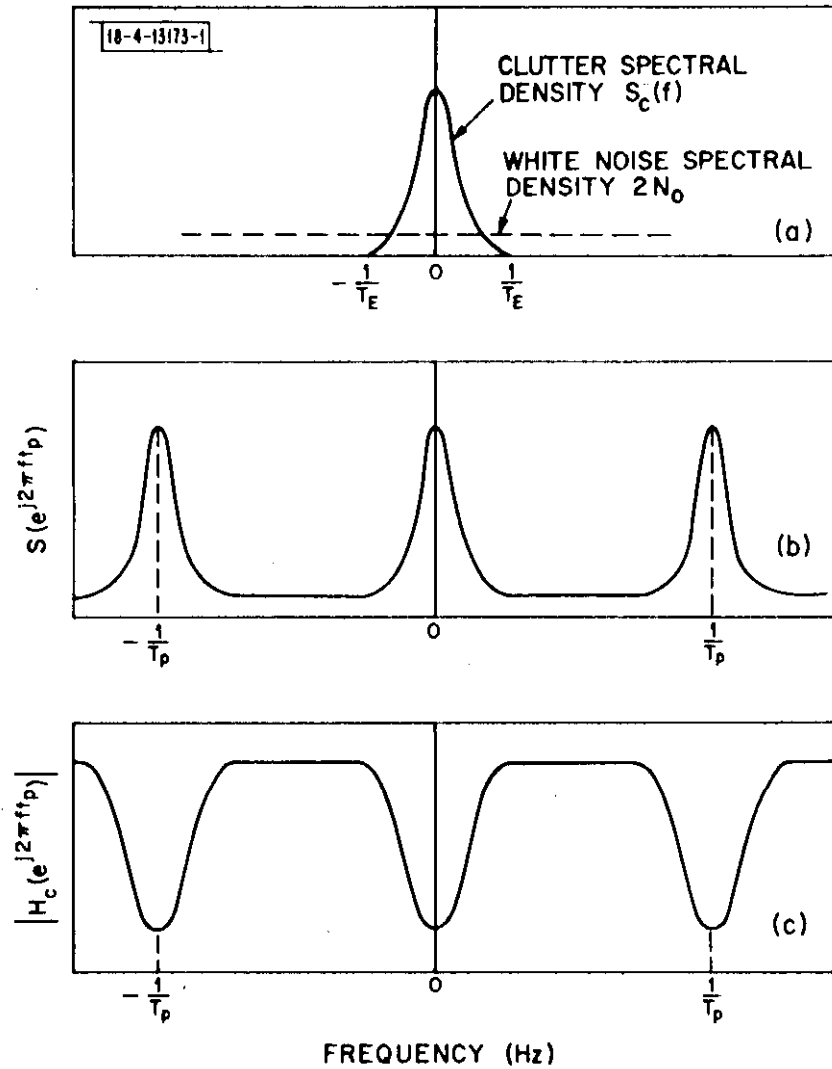 18-4-13173-1
CLUTTER SPECTRAL
DENSITY S_c(f)
WHITE NOISE SPECTRAL
DENSITY 2N_o
(a)
-1/T_E
0
1/T_E
S(e^{j2πft_p})
(b)
-1/T_p
0
1/T_p
|H_c(e^{j2πft_p})|
(c)
-1/T_p
0
1/T_p
FREQUENCY (Hz)